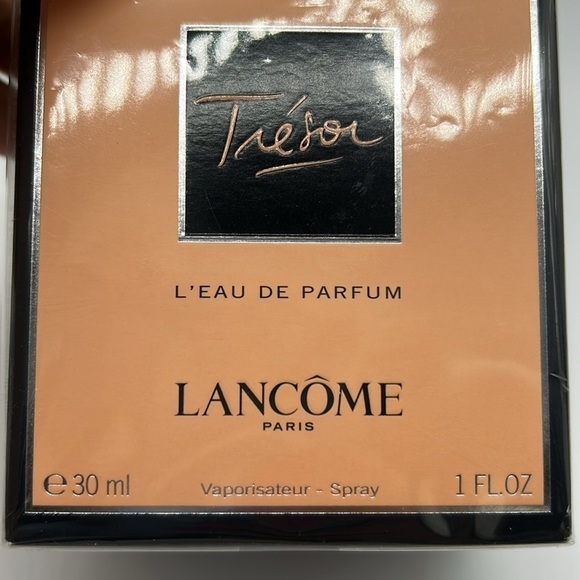 Trésor
L'EAU DE PARFUM
LANCÔME
PARIS
℮ 30 ml Vaporisateur - Spray 1 FL.OZ